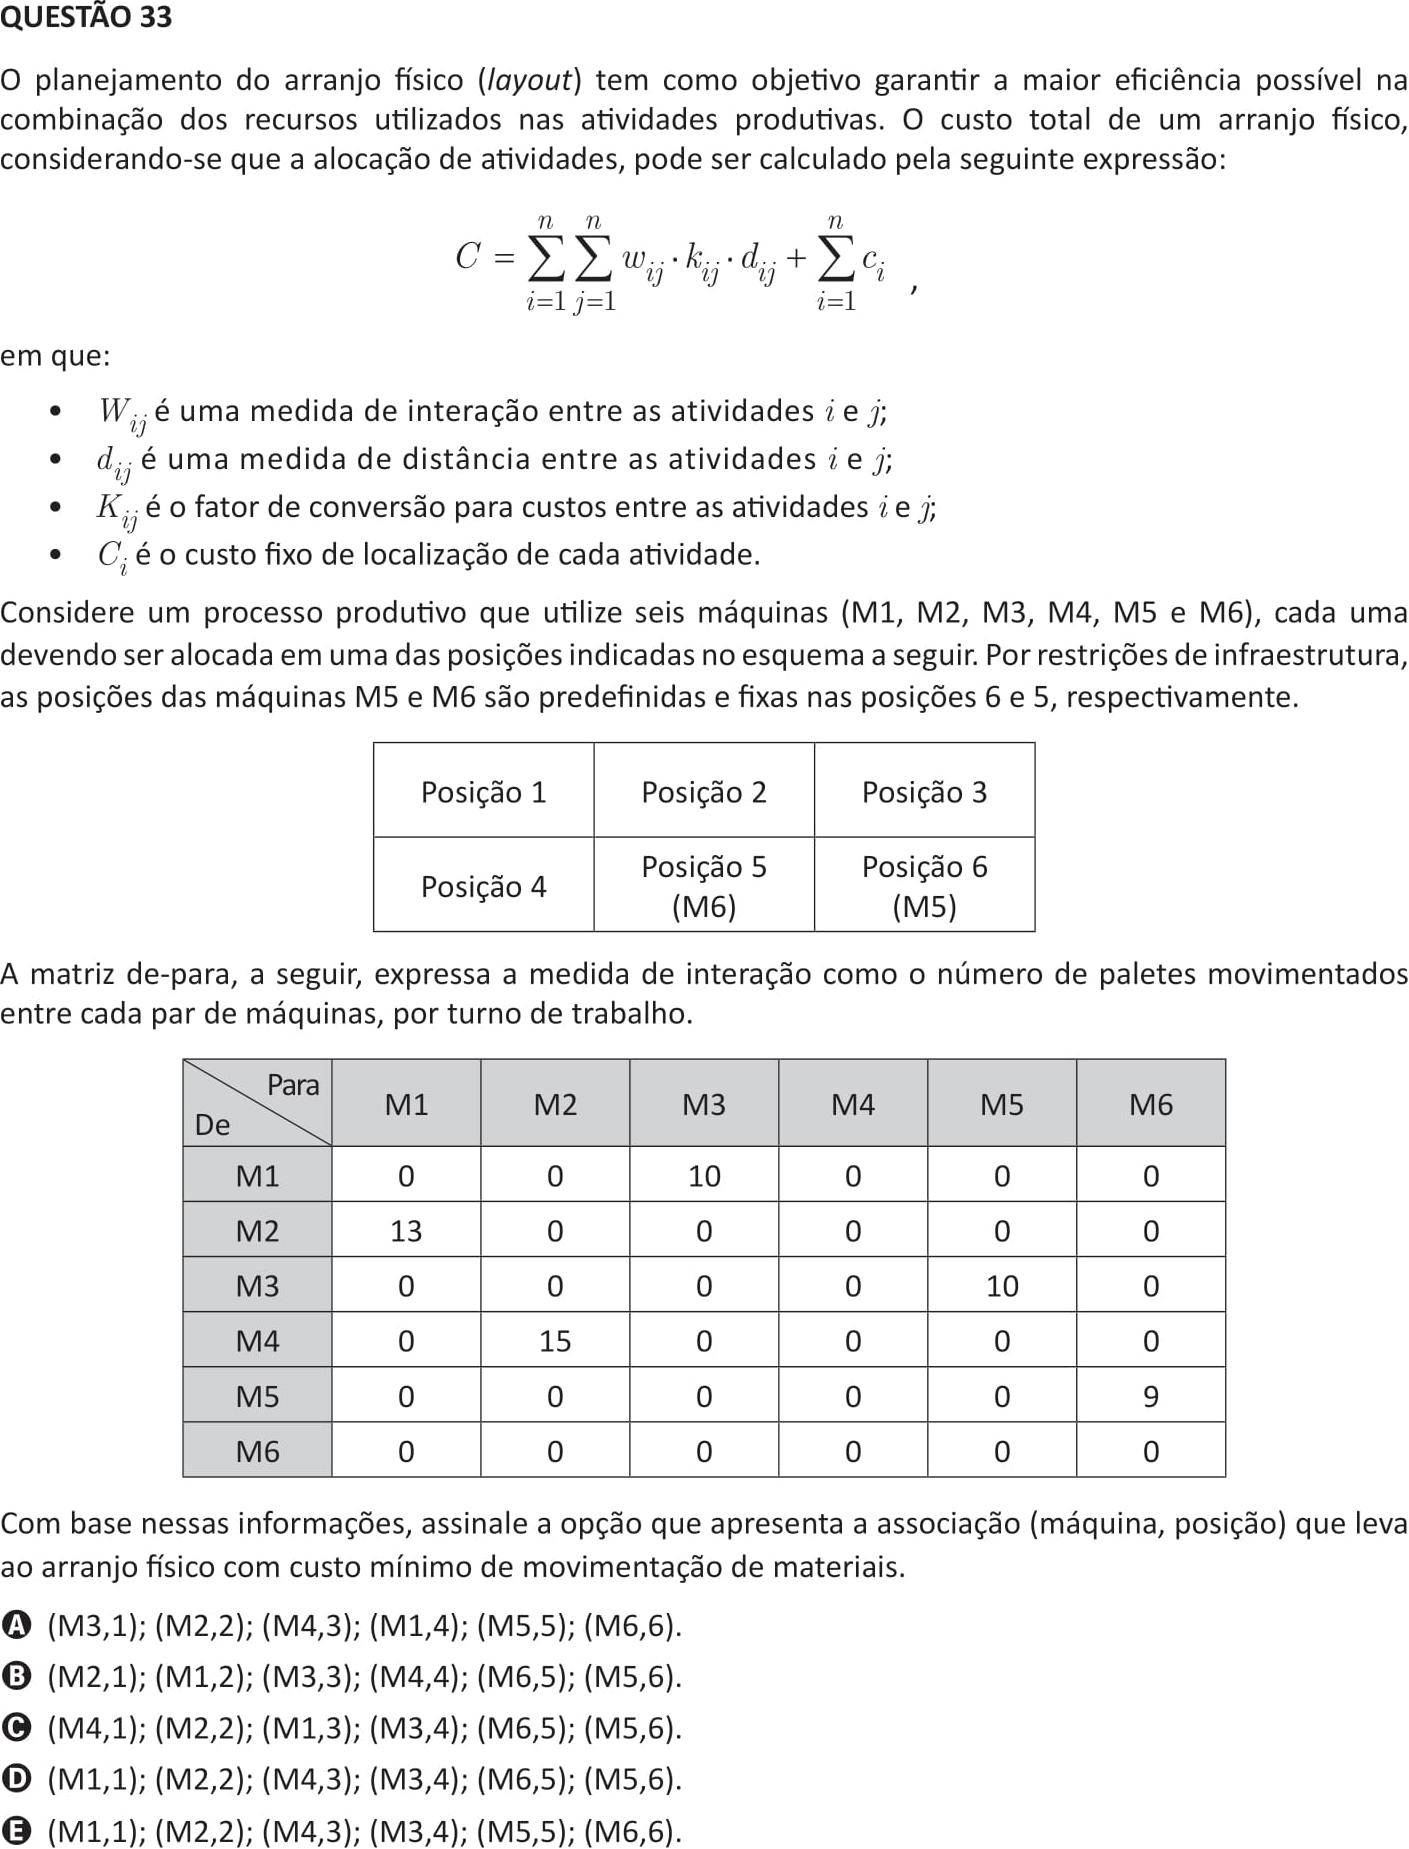 QUESTÃO 33
O planejamento do arranjo físico (layout) tem como objetivo garantir a maior eficiência possível na
combinação dos recursos utilizados nas atividades produtivas. O custo total de um arranjo físico,
considerando-se que a alocação de atividades, pode ser calculado pela seguinte expressão:
C = \sum_{i=1}^{n} \sum_{j=1}^{n} w_{ij} \cdot k_{ij} \cdot d_{ij} + \sum_{i=1}^{n} c_i ,
em que:
• W_{ij} é uma medida de interação entre as atividades i e j;
• d_{ij} é uma medida de distância entre as atividades i e j;
• K_{ij} é o fator de conversão para custos entre as atividades i e j;
• C_i é o custo fixo de localização de cada atividade.
Considere um processo produtivo que utilize seis máquinas (M1, M2, M3, M4, M5 e M6), cada uma
devendo ser alocada em uma das posições indicadas no esquema a seguir. Por restrições de infraestrutura,
as posições das máquinas M5 e M6 são predefinidas e fixas nas posições 6 e 5, respectivamente.
Posição 1 Posição 2 Posição 3
Posição 4 Posição 5 (M6) Posição 6 (M5)
A matriz de-para, a seguir, expressa a medida de interação como o número de paletes movimentados
entre cada par de máquinas, por turno de trabalho.
De Para M1 M2 M3 M4 M5 M6
M1 0 0 10 0 0 0
M2 13 0 0 0 0 0
M3 0 0 0 0 10 0
M4 0 15 0 0 0 0
M5 0 0 0 0 0 9
M6 0 0 0 0 0 0
Com base nessas informações, assinale a opção que apresenta a associação (máquina, posição) que leva
ao arranjo físico com custo mínimo de movimentação de materiais.
A (M3,1); (M2,2); (M4,3); (M1,4); (M5,5); (M6,6).
B (M2,1); (M1,2); (M3,3); (M4,4); (M6,5); (M5,6).
C (M4,1); (M2,2); (M1,3); (M3,4); (M6,5); (M5,6).
D (M1,1); (M2,2); (M4,3); (M3,4); (M6,5); (M5,6).
E (M1,1); (M2,2); (M4,3); (M3,4); (M5,5); (M6,6).